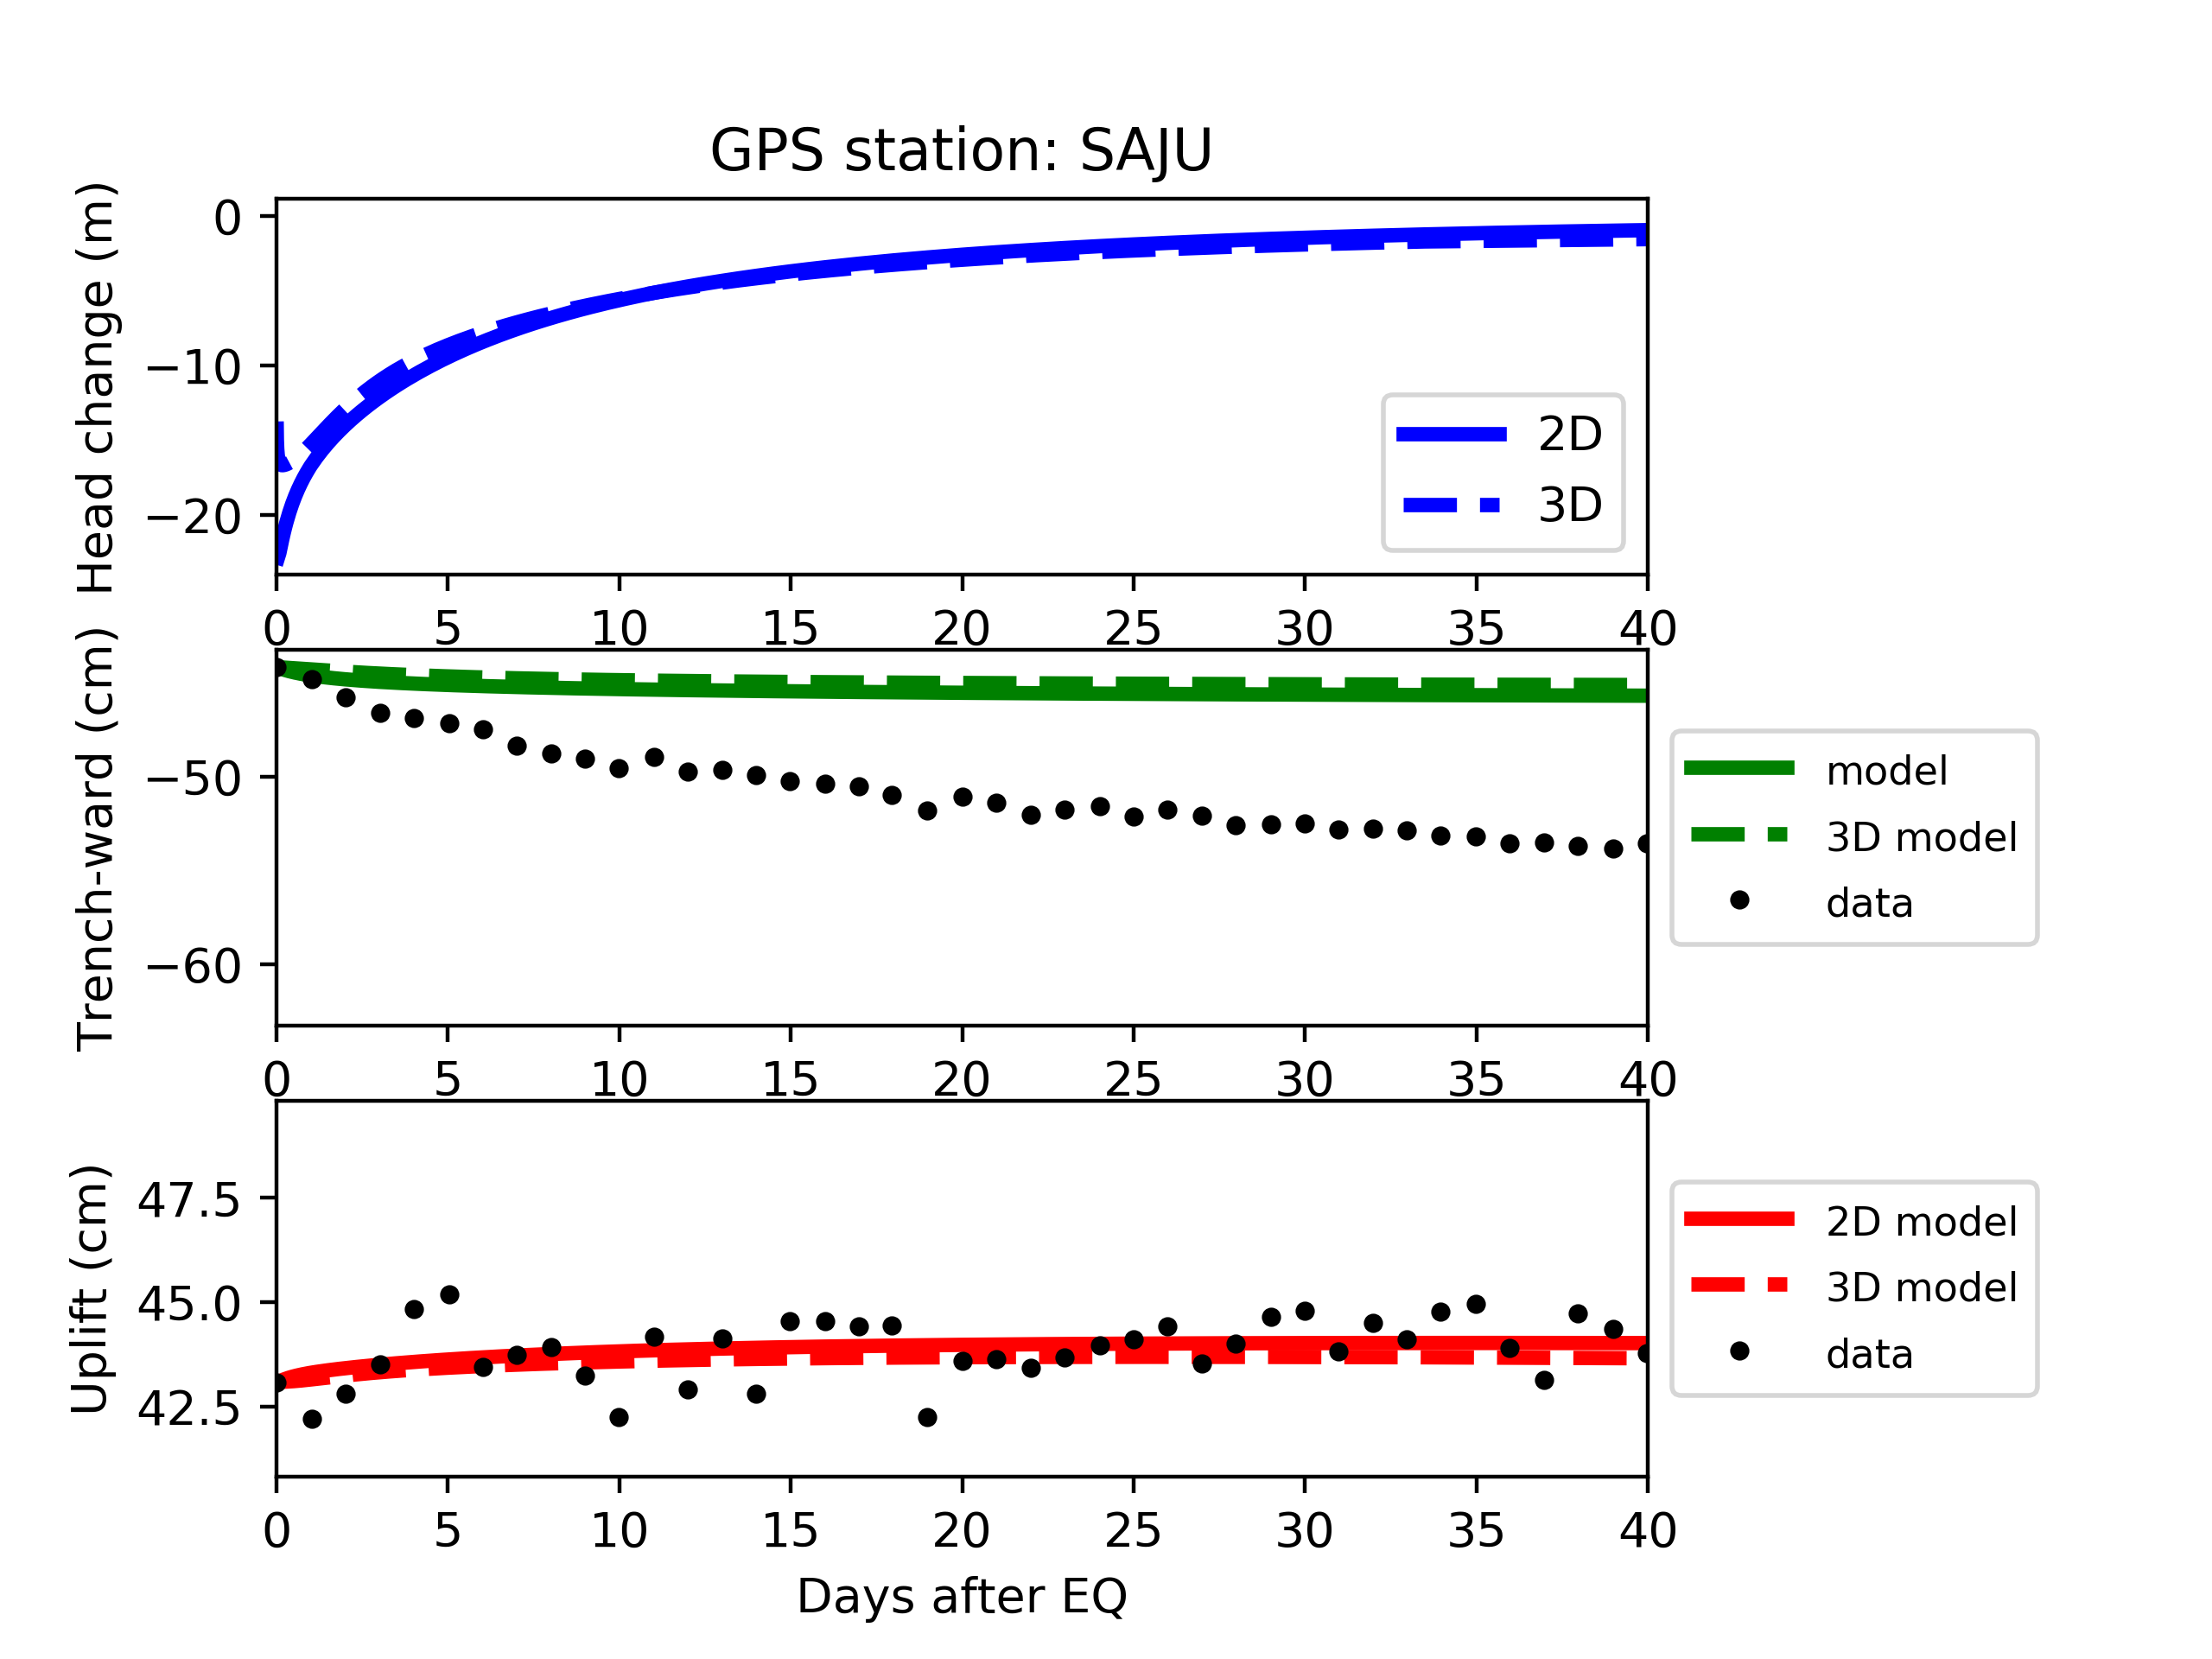 GPS station: SAJU
Head change (m)
0
−10
−20
2D
3D
0 5 10 15 20 25 30 35 40
Trench-ward (cm)
−50
−60
model
3D model
data
0 5 10 15 20 25 30 35 40
Uplift (cm)
47.5
45.0
42.5
2D model
3D model
data
0 5 10 15 20 25 30 35 40
Days after EQ